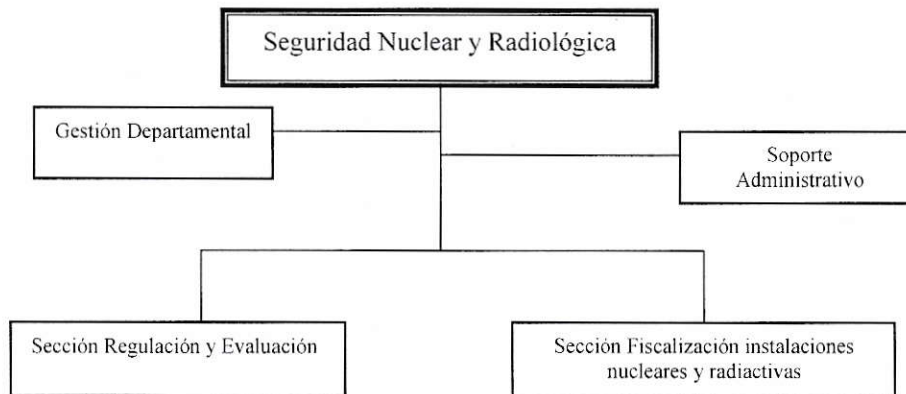 Seguridad Nuclear y Radiológica
Gestión Departamental
Soporte
Administrativo
Sección Regulación y Evaluación
Sección Fiscalización instalaciones
nucleares y radiactivas